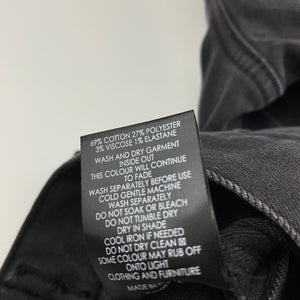 69% COTTON 27% POLYESTER
3% VISCOSE 1% ELASTANE
WASH AND DRY GARMENT
INSIDE OUT
THIS COLOUR WILL CONTINUE
TO FADE
WASH SEPARATELY BEFORE USE
COLD GENTLE MACHINE
WASH SEPARATELY
DO NOT SOAK OR BLEACH
DO NOT TUMBLE DRY
DRY IN SHADE
COOL IRON IF NEEDED
DO NOT DRY CLEAN
SOME COLOUR MAY RUB OFF
ONTO LIGHT
CLOTHING AND FURNITURE
MADE IN